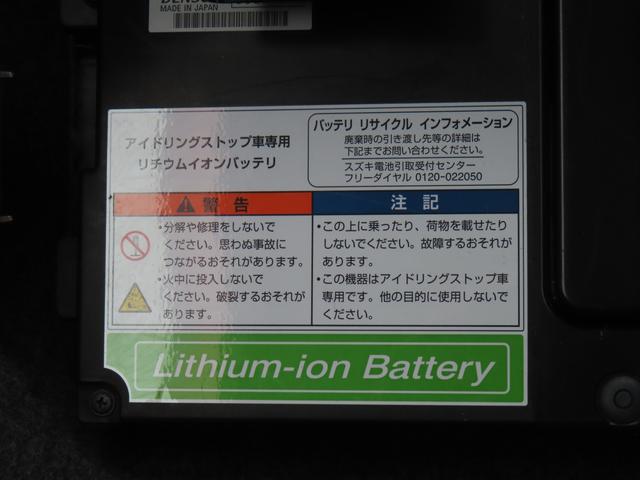 DENSO
MADE IN JAPAN
アイドリングストップ車専用
リチウムイオンバッテリ
バッテリ リサイクル インフォメーション
廃棄時の引き渡し先等の詳細は
下記までお問い合わせください。
スズキ電池引取受付センター
フリーダイヤル 0120-022050
警告
・分解や修理をしないで
ください。思わぬ事故に
つながるおそれがあります。
・火中に投入しないで
ください。破裂するおそれが
あります。
注記
・この上に乗ったり、荷物を載せたり
しないでください。故障するおそれが
あります。
・この機器はアイドリングストップ車
専用です。他の目的に使用しないで
ください。
Lithium-ion Battery